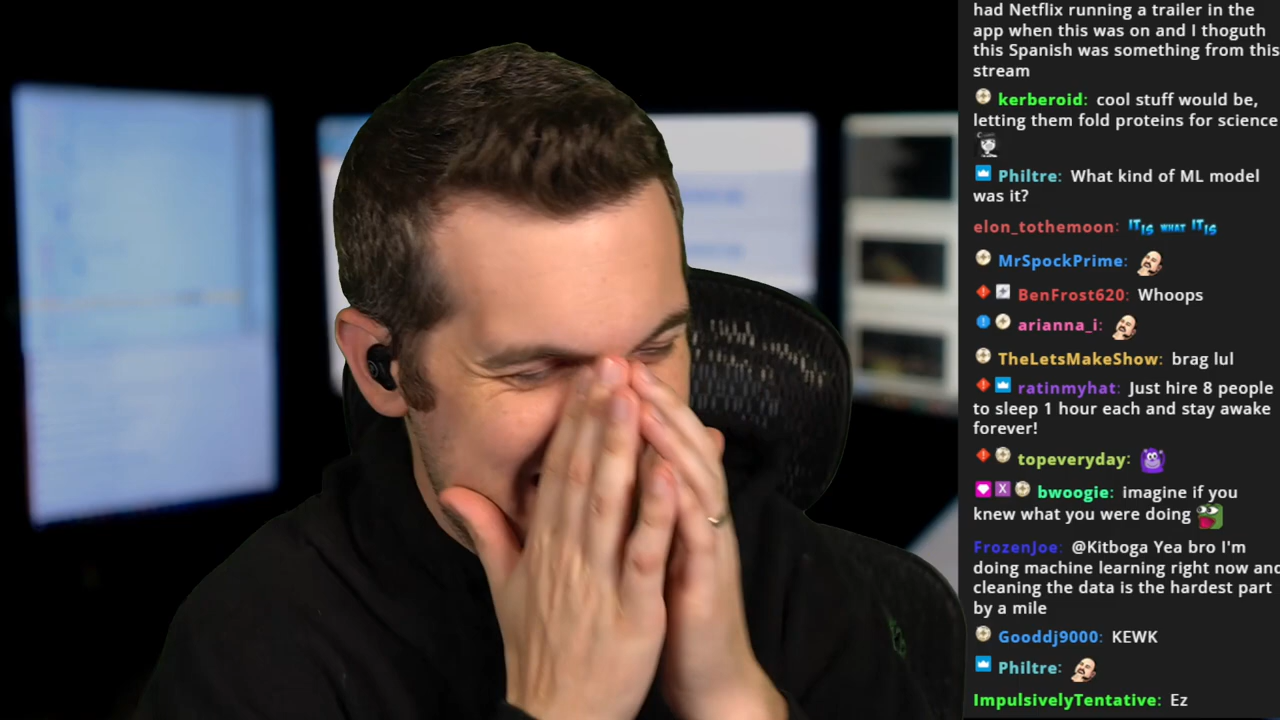 had Netflix running a trailer in the
app when this was on and I thoguth
this Spanish was something from this
stream
kerberoid: cool stuff would be,
letting them fold proteins for science
Philtre: What kind of ML model
was it?
elon_tothemoon: IT IS WHAT IT IS
MrSpockPrime:
BenFrost620: Whoops
arianna_i:
TheLetsMakeShow: brag lul
ratinmyhat: Just hire 8 people
to sleep 1 hour each and stay awake
forever!
topeveryday:
bwoogie: imagine if you
knew what you were doing
FrozenJoe: @Kitboga Yea bro I'm
doing machine learning right now and
cleaning the data is the hardest part
by a mile
Gooddj9000: KEWK
Philtre:
ImpulsivelyTentative: Ez